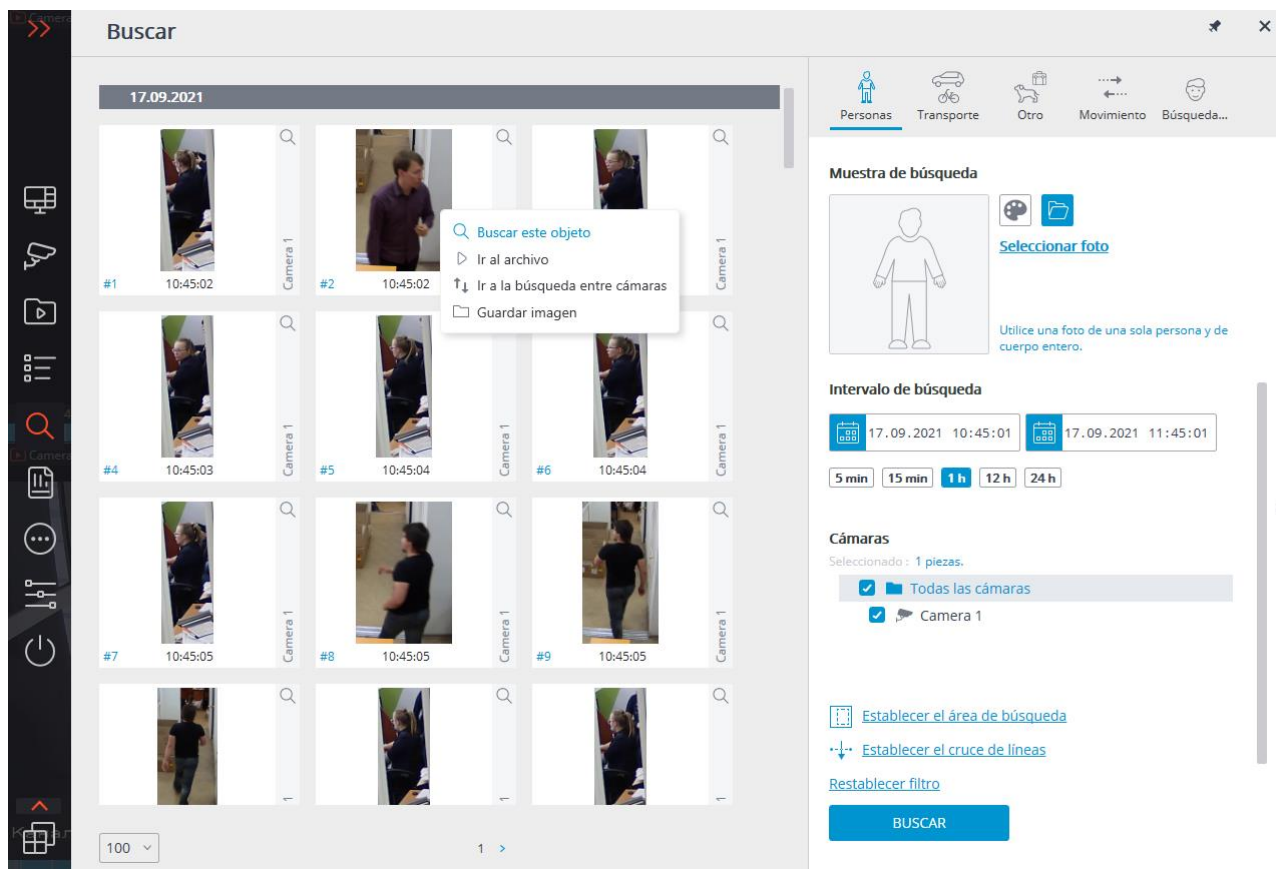 Camera
Buscar
17.09.2021
#1 10:45:02 Camera 1
#2 10:45:02
Camera 1
Buscar este objeto
Ir al archivo
Ir a la búsqueda entre cámaras
Guardar imagen
#4 10:45:03 Camera 1
#5 10:45:04 Camera 1
#6 10:45:04 Camera 1
#7 10:45:05 Camera 1
#8 10:45:05 Camera 1
#9 10:45:05 Camera 1
1
1
1
100
1 >
Personas
Transporte
Otro
Movimiento
Búsqueda...
Muestra de búsqueda
Seleccionar foto
Utilice una foto de una sola persona y de
cuerpo entero.
Intervalo de búsqueda
17.09.2021 10:45:01 17.09.2021 11:45:01
5 min 15 min 1 h 12 h 24 h
Cámaras
Seleccionado : 1 piezas.
Todas las cámaras
Camera 1
Establecer el área de búsqueda
Establecer el cruce de líneas
Restablecer filtro
BUSCAR
Camera